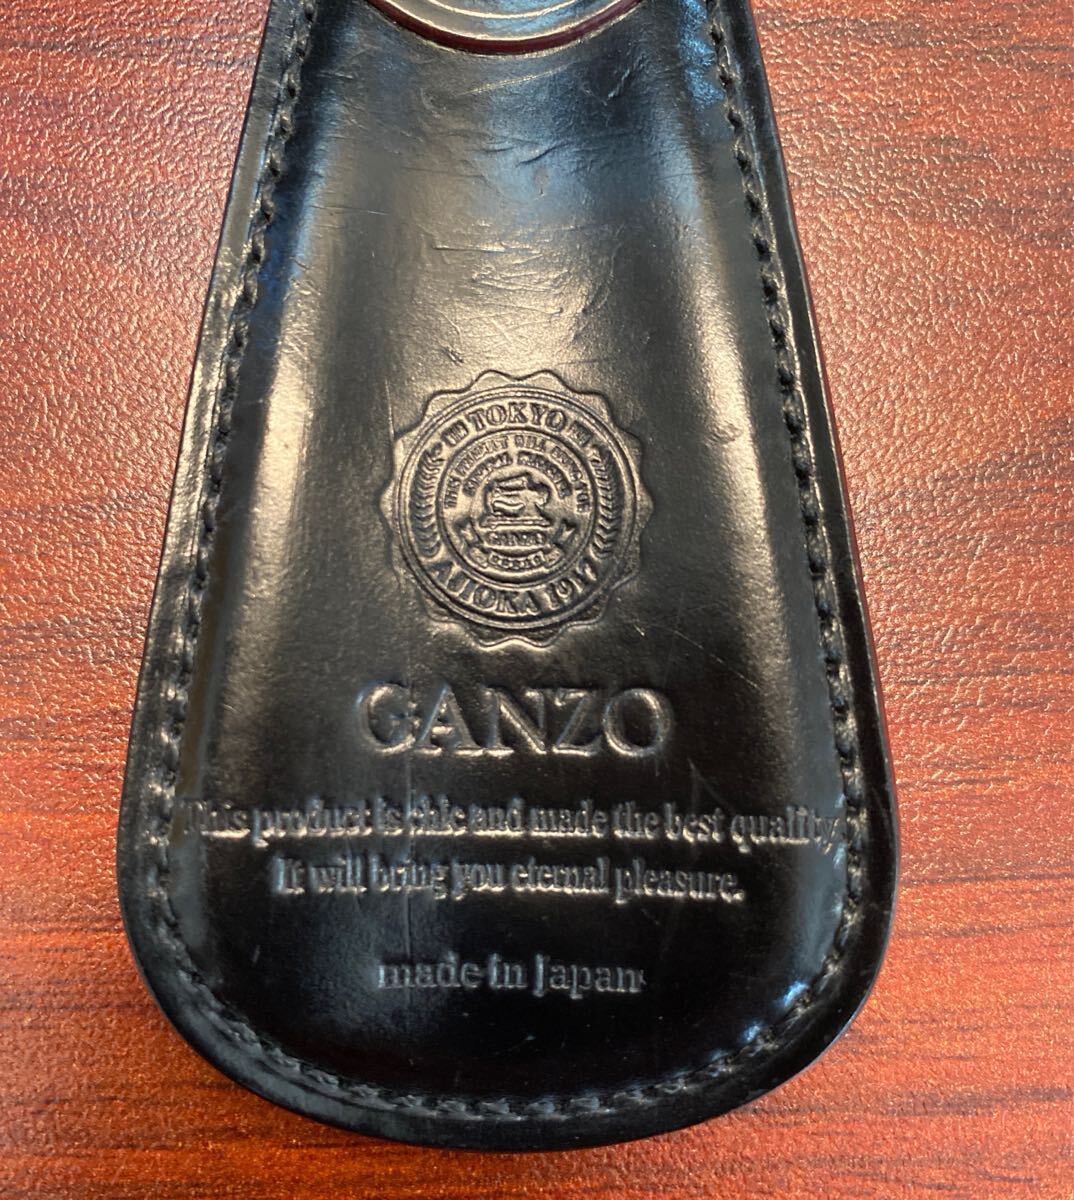 TOKYO
GANZO
AJIOKA 1917
GANZO
This product is chic and made the best quality,
It will bring you eternal pleasure.
made in Japan